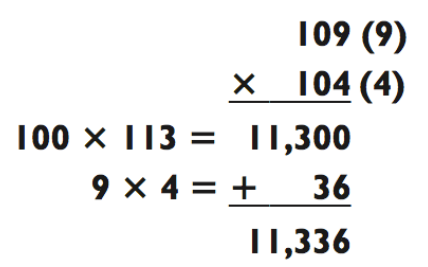 109 (9)
× 104 (4)
100 × 113 = 11,300
9 × 4 = + 36
11,336